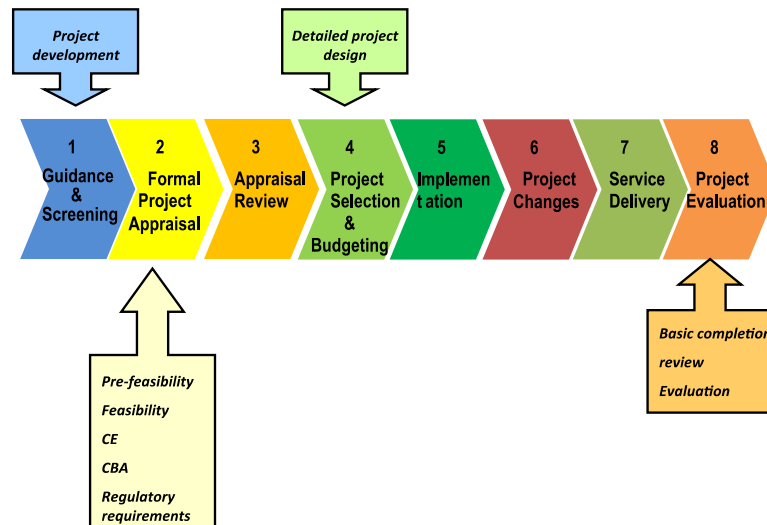 Project
development
Detailed project
design
1
Guidance
&
Screening
2
Formal
Project
Appraisal
3
Appraisal
Review
4
Project
Selection
&
Budgeting
5
Implemen
t ation
6
Project
Changes
7
Service
Delivery
8
Project
Evaluation
Pre-feasibility
Feasibility
CE
CBA
Regulatory
requirements
Basic completion
review
Evaluation